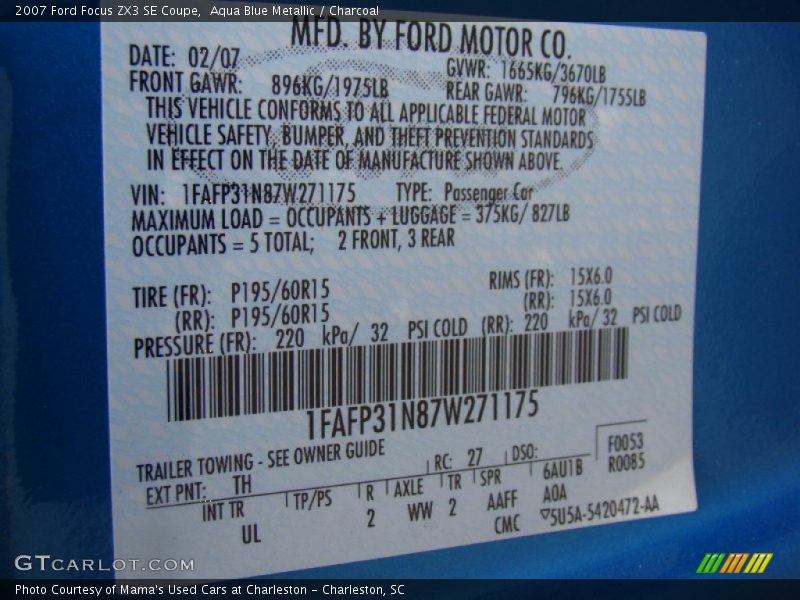 2007 Ford Focus ZX3 SE Coupe, Aqua Blue Metallic / Charcoal
MFD. BY FORD MOTOR CO.
DATE: 02/07 GVWR: 1665KG/3670LB
FRONT GAWR: 896KG/1975LB REAR GAWR: 796KG/1755LB
THIS VEHICLE CONFORMS TO ALL APPLICABLE FEDERAL MOTOR
VEHICLE SAFETY, BUMPER, AND THEFT PREVENTION STANDARDS
IN EFFECT ON THE DATE OF MANUFACTURE SHOWN ABOVE.
VIN: 1FAFP31N87W271175 TYPE: Passenger Car
MAXIMUM LOAD = OCCUPANTS + LUGGAGE = 375KG/ 827LB
OCCUPANTS = 5 TOTAL; 2 FRONT, 3 REAR
TIRE (FR): P195/60R15 RIMS (FR): 15X6.0
(RR): P195/60R15 (RR): 15X6.0
PRESSURE (FR): 220 kPa/ 32 PSI COLD (RR): 220 kPa/ 32 PSI COLD
1FAFP31N87W271175
TRAILER TOWING - SEE OWNER GUIDE RC: 27 DSO: F0053
EXT PNT: TH R0085
INT TR TP/PS R AXLE TR SPR 6AU1B
UL 2 WW 2 AAFF A0A
CMC ▽5U5A-5420472-AA
GTCARLOT.COM
Photo Courtesy of Mama's Used Cars at Charleston - Charleston, SC